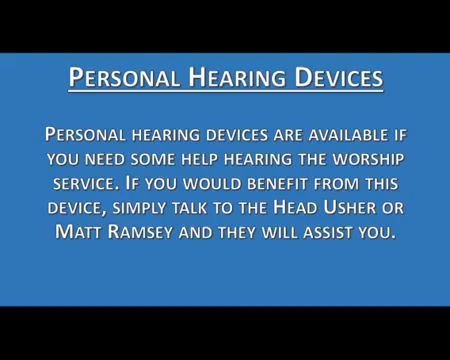 Personal Hearing Devices
Personal hearing devices are available if
you need some help hearing the worship
service. If you would benefit from this
device, simply talk to the Head Usher or
Matt Ramsey and they will assist you.